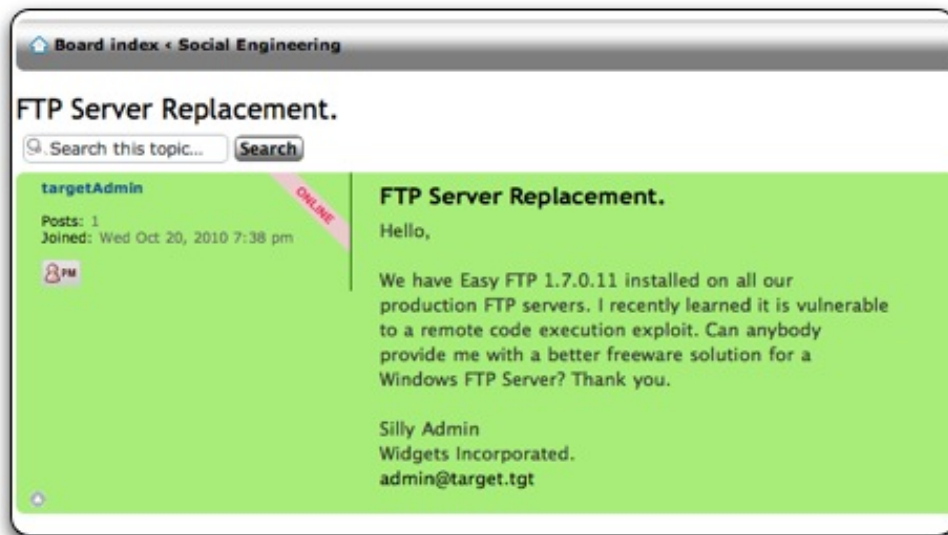 Board index ‹ Social Engineering
FTP Server Replacement.
Search this topic... Search
targetAdmin
ONLINE
Posts: 1
Joined: Wed Oct 20, 2010 7:38 pm
PM
FTP Server Replacement.
Hello,
We have Easy FTP 1.7.0.11 installed on all our
production FTP servers. I recently learned it is vulnerable
to a remote code execution exploit. Can anybody
provide me with a better freeware solution for a
Windows FTP Server? Thank you.
Silly Admin
Widgets Incorporated.
admin@target.tgt